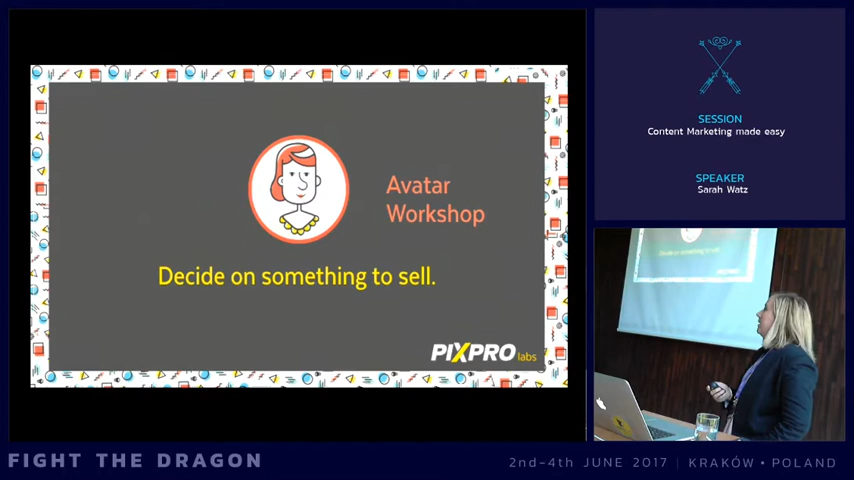 Avatar
Workshop
Decide on something to sell.
PIXPRO labs
SESSION
Content Marketing made easy
SPEAKER
Sarah Watz
FIGHT THE DRAGON
2nd-4th JUNE 2017 | KRAKÓW • POLAND